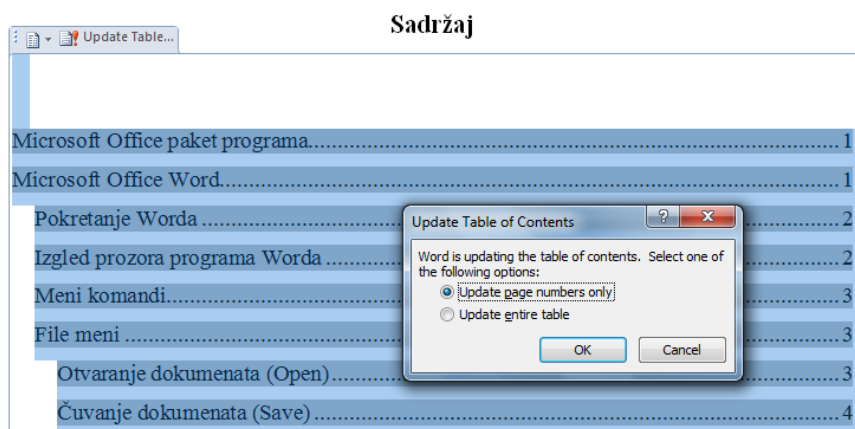 Sadržaj
Update Table...
Microsoft Office paket programa.....1
Microsoft Office Word.....1
Pokretanje Worda.....2
Izgled prozora programa Worda.....2
Meni komandi.....3
File meni.....3
Otvaranje dokumenata (Open).....3
Čuvanje dokumenata (Save).....4
Update Table of Contents
Word is updating the table of contents. Select one of
the following options:
Update page numbers only
Update entire table
OK Cancel